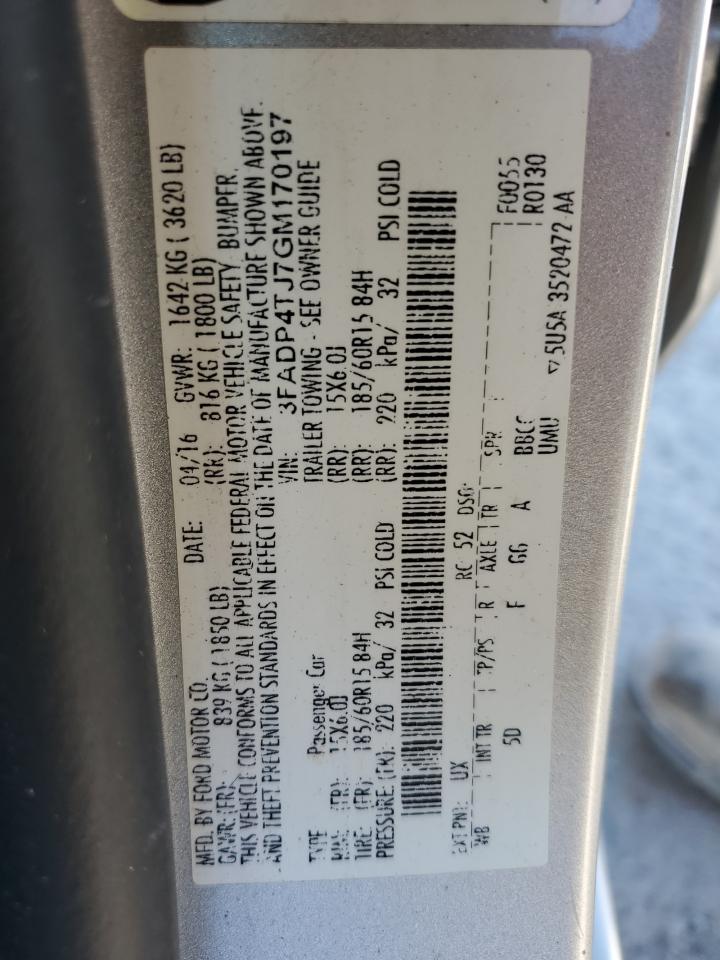 MFD. BY FORD MOTOR CO. DATE: 04/16 GVWR: 1642 KG ( 3620 LB)
GAWR: (FR): 839 KG ( 1850 LB) (RR): 816 KG ( 1800 LB)
THIS VEHICLE CONFORMS TO ALL APPLICABLE FEDERAL MOTOR VEHICLE SAFETY, BUMPER,
AND THEFT PREVENTION STANDARDS IN EFFECT ON THE DATE OF MANUFACTURE SHOWN ABOVE.
VIN: 3FADP4TJ7GM170197
TYPE Passenger Car TRAILER TOWING - SEE OWNER GUIDE
(FR): 15X6.0J (RR): 15X6.0J
TIRE: (FR): 185/60R15 84H (RR): 185/60R15 84H
PRESSURE: (FR): 220 kPa/ 32 PSI COLD (RR): 220 kPa/ 32 PSI COLD
EXT PNT: UX RC: 52 DSO: F0055
WB INT TR TP/PS R AXLE TR SPR R0130
5D F GG A BBCC
UMU
▽5U5A 3520472 AA